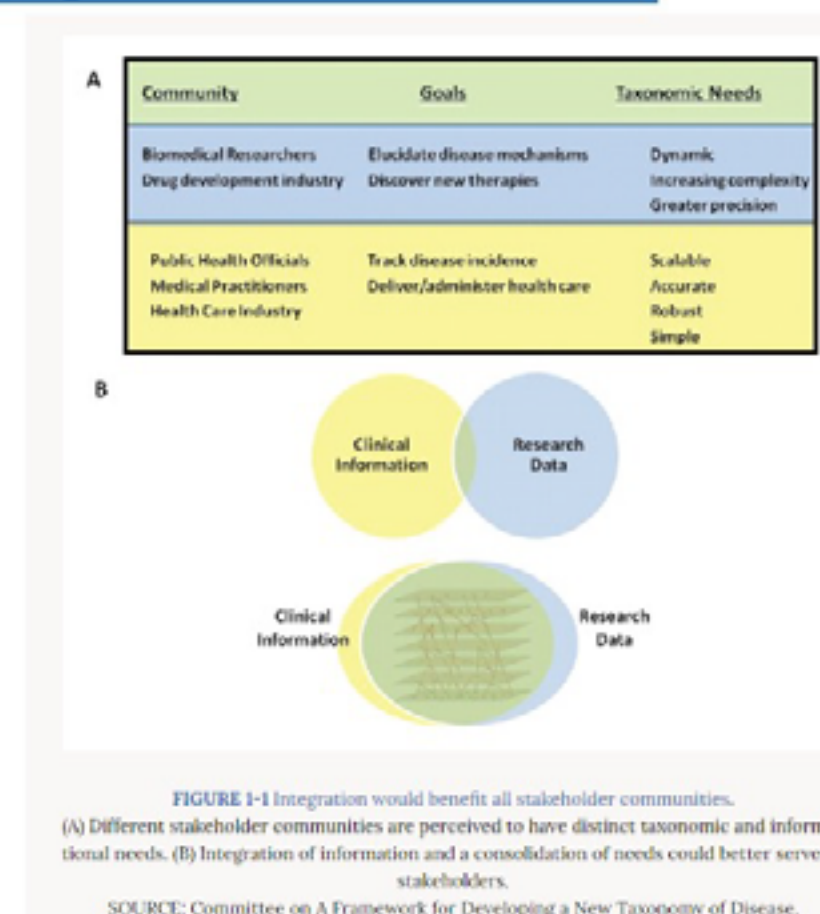 A
Community Goals Taxonomic Needs
Biomedical Researchers Elucidate disease mechanisms Dynamic
Drug development industry Discover new therapies Increasing complexity
Greater precision
Public Health Officials Track disease incidence Scalable
Medical Practitioners Deliver/administer health care Accurate
Health Care Industry Robust
Simple
B
Clinical Research
Information Data
Clinical Research
Information Data
FIGURE 1-1 Integration would benefit all stakeholder communities.
(A) Different stakeholder communities are perceived to have distinct taxonomic and inform
tional needs. (B) Integration of information and a consolidation of needs could better serve
stakeholders.
SOURCE: Committee on A Framework for Developing a New Taxonomy of Disease.